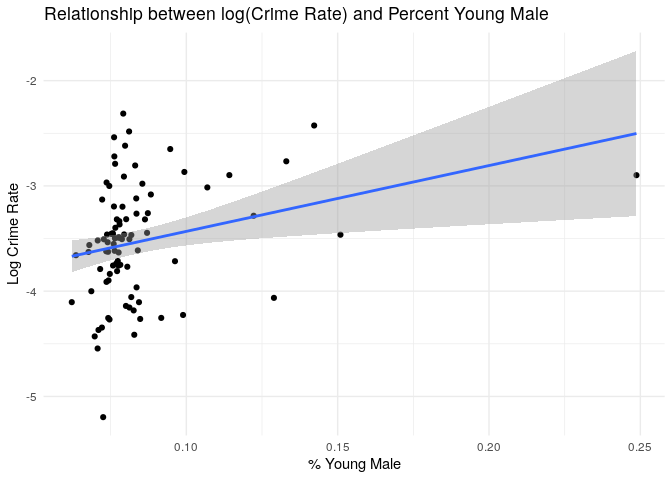 Relationship between log(Crime Rate) and Percent Young Male
-2
-3
-4
-5
Log Crime Rate
0.10 0.15 0.20 0.25
% Young Male